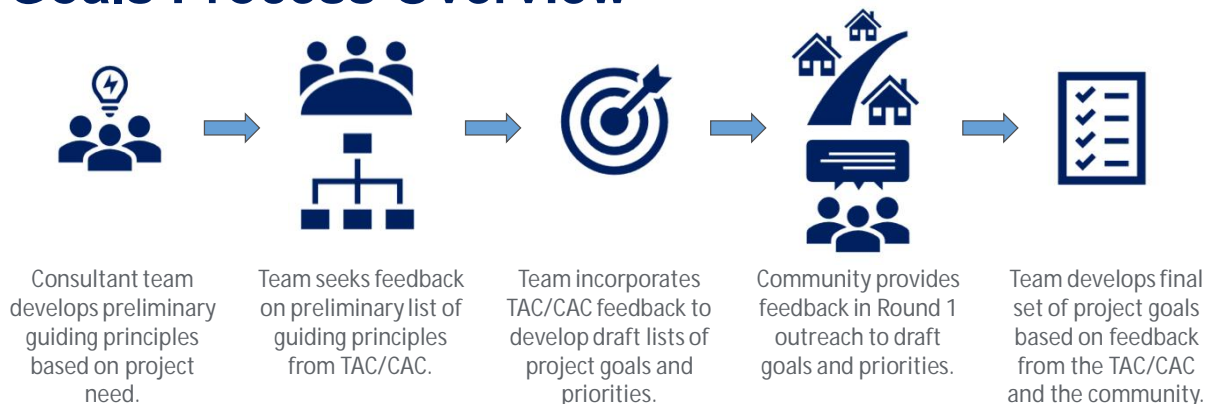 Goals Process Overview
Consultant team
develops preliminary
guiding principles
based on project
need.
Team seeks feedback
on preliminary list of
guiding principles
from TAC/CAC.
Team incorporates
TAC/CAC feedback to
develop draft lists of
project goals and
priorities.
Community provides
feedback in Round 1
outreach to draft
goals and priorities.
Team develops final
set of project goals
based on feedback
from the TAC/CAC
and the community.